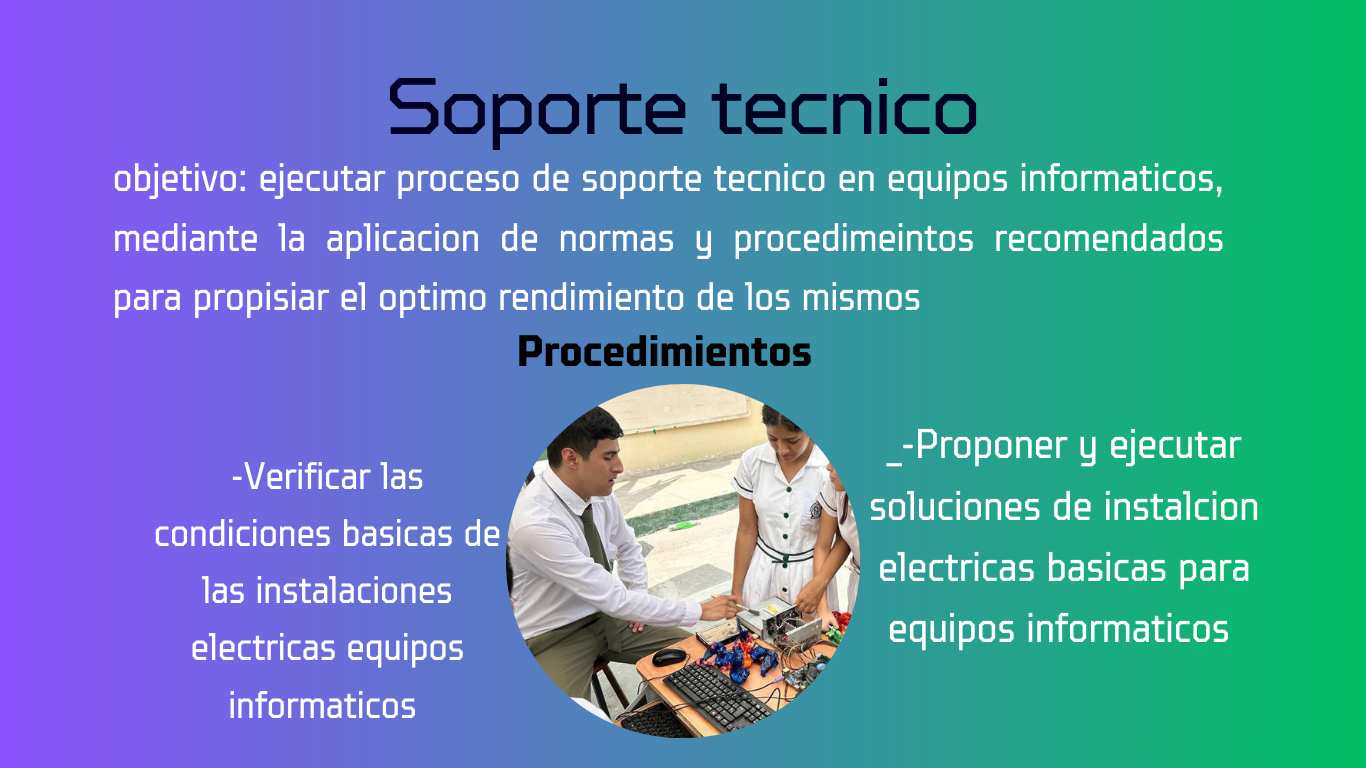 Soporte tecnico
objetivo: ejecutar proceso de soporte tecnico en equipos informaticos,
mediante la aplicacion de normas y procedimeintos recomendados
para propisiar el optimo rendimiento de los mismos
Procedimientos
-Verificar las
condiciones basicas de
las instalaciones
electricas equipos
informaticos
_-Proponer y ejecutar
soluciones de instalcion
electricas basicas para
equipos informaticos